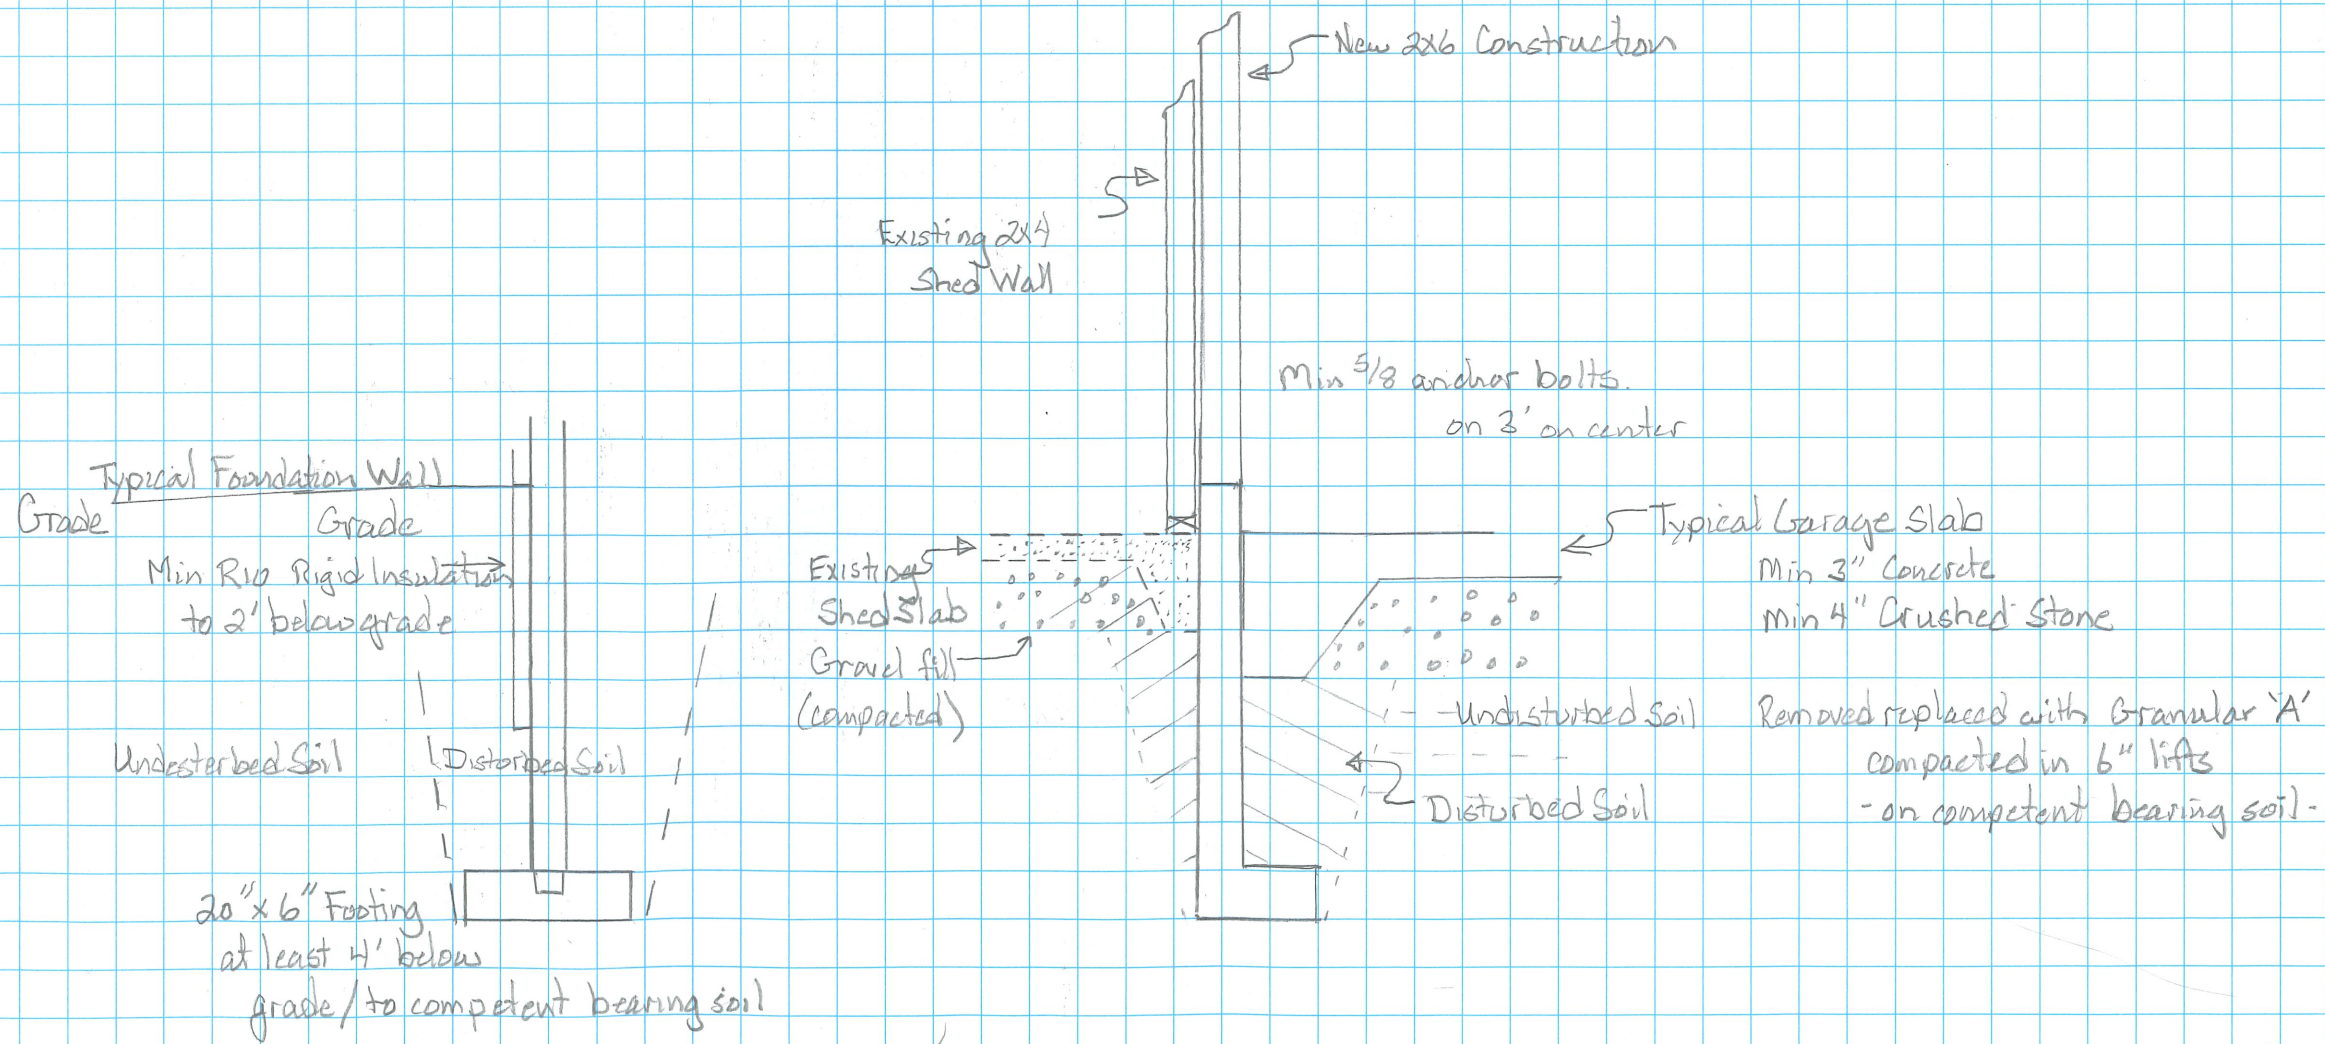 New 2x6 Construction
Existing 2x4
Shed Wall
Min 5/8 anchor bolts.
on 3' on center
Typical Foundation Wall
Grade
Grade
Min R10 Rigid Insulation
to 2' below grade
Undesterbed Soil
Distorbed Soil
20" x 6" Footing
at least 4' below
grade / to competent bearing soil
Existing
Shed Slab
Gravel fill
(compacted)
Typical Garage Slab
Min 3" Concrete
Min 4" Crushed Stone
Undisturbed Soil
Disturbed Soil
Removed replaced with Granular 'A'
compacted in 6" lifts
- on competent bearing soil -